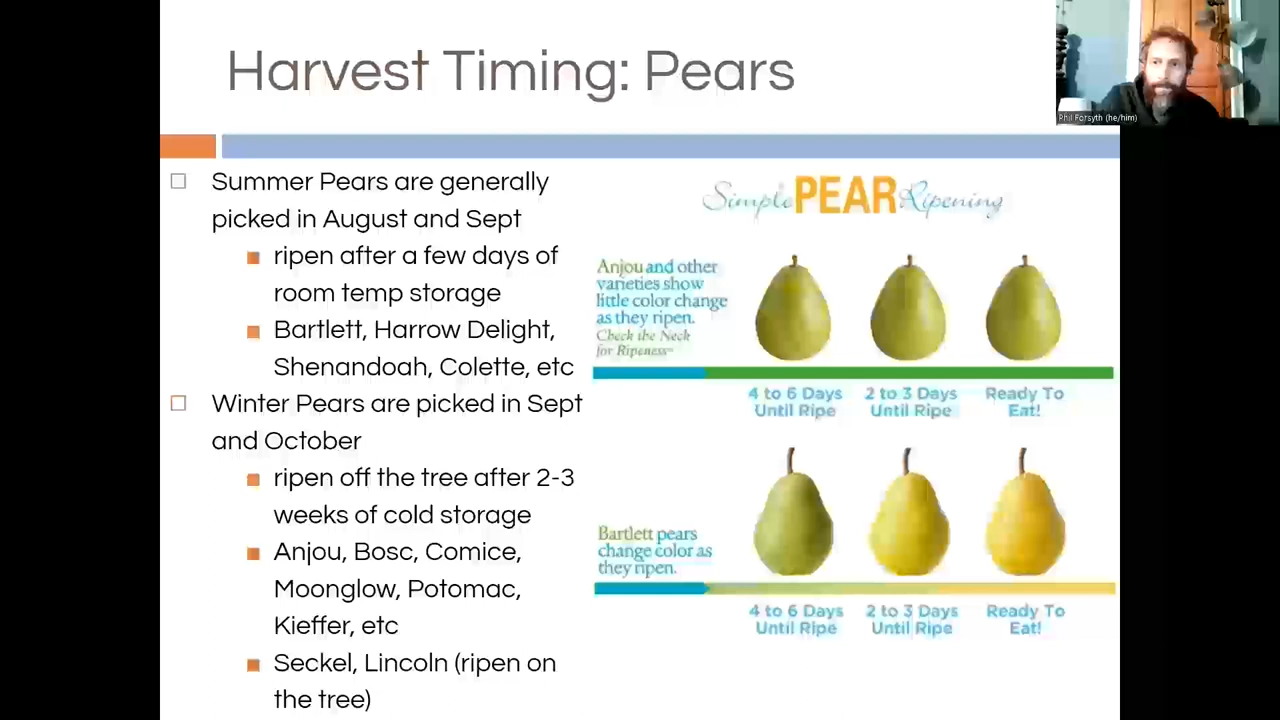 Harvest Timing: Pears
Phil Forsyth (he/him)
Summer Pears are generally
picked in August and Sept
ripen after a few days of
room temp storage
Bartlett, Harrow Delight,
Shenandoah, Colette, etc
Winter Pears are picked in Sept
and October
ripen off the tree after 2-3
weeks of cold storage
Anjou, Bosc, Comice,
Moonglow, Potomac,
Kieffer, etc
Seckel, Lincoln (ripen on
the tree)
Simple PEAR Ripening
Anjou and other
varieties show
little color change
as they ripen.
Check the Neck
for Ripeness™
4 to 6 Days
Until Ripe
2 to 3 Days
Until Ripe
Ready To
Eat!
Bartlett pears
change color as
they ripen.
4 to 6 Days
Until Ripe
2 to 3 Days
Until Ripe
Ready To
Eat!